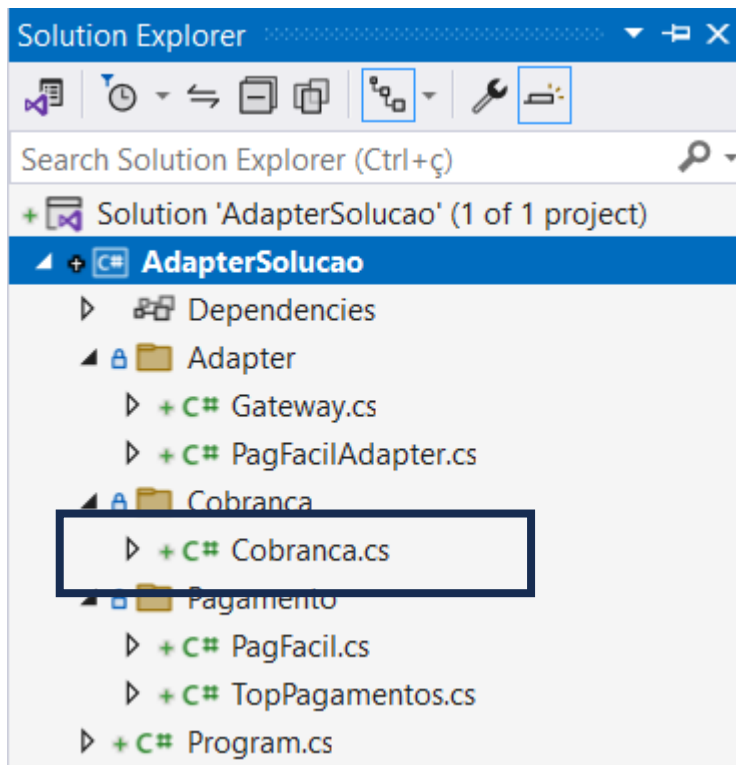 Solution Explorer
Search Solution Explorer (Ctrl+ç)
Solution 'AdapterSolucao' (1 of 1 project)
AdapterSolucao
Dependencies
Adapter
C# Gateway.cs
C# PagFacilAdapter.cs
Cobranca
C# Cobranca.cs
Pagamento
C# PagFacil.cs
C# TopPagamentos.cs
C# Program.cs